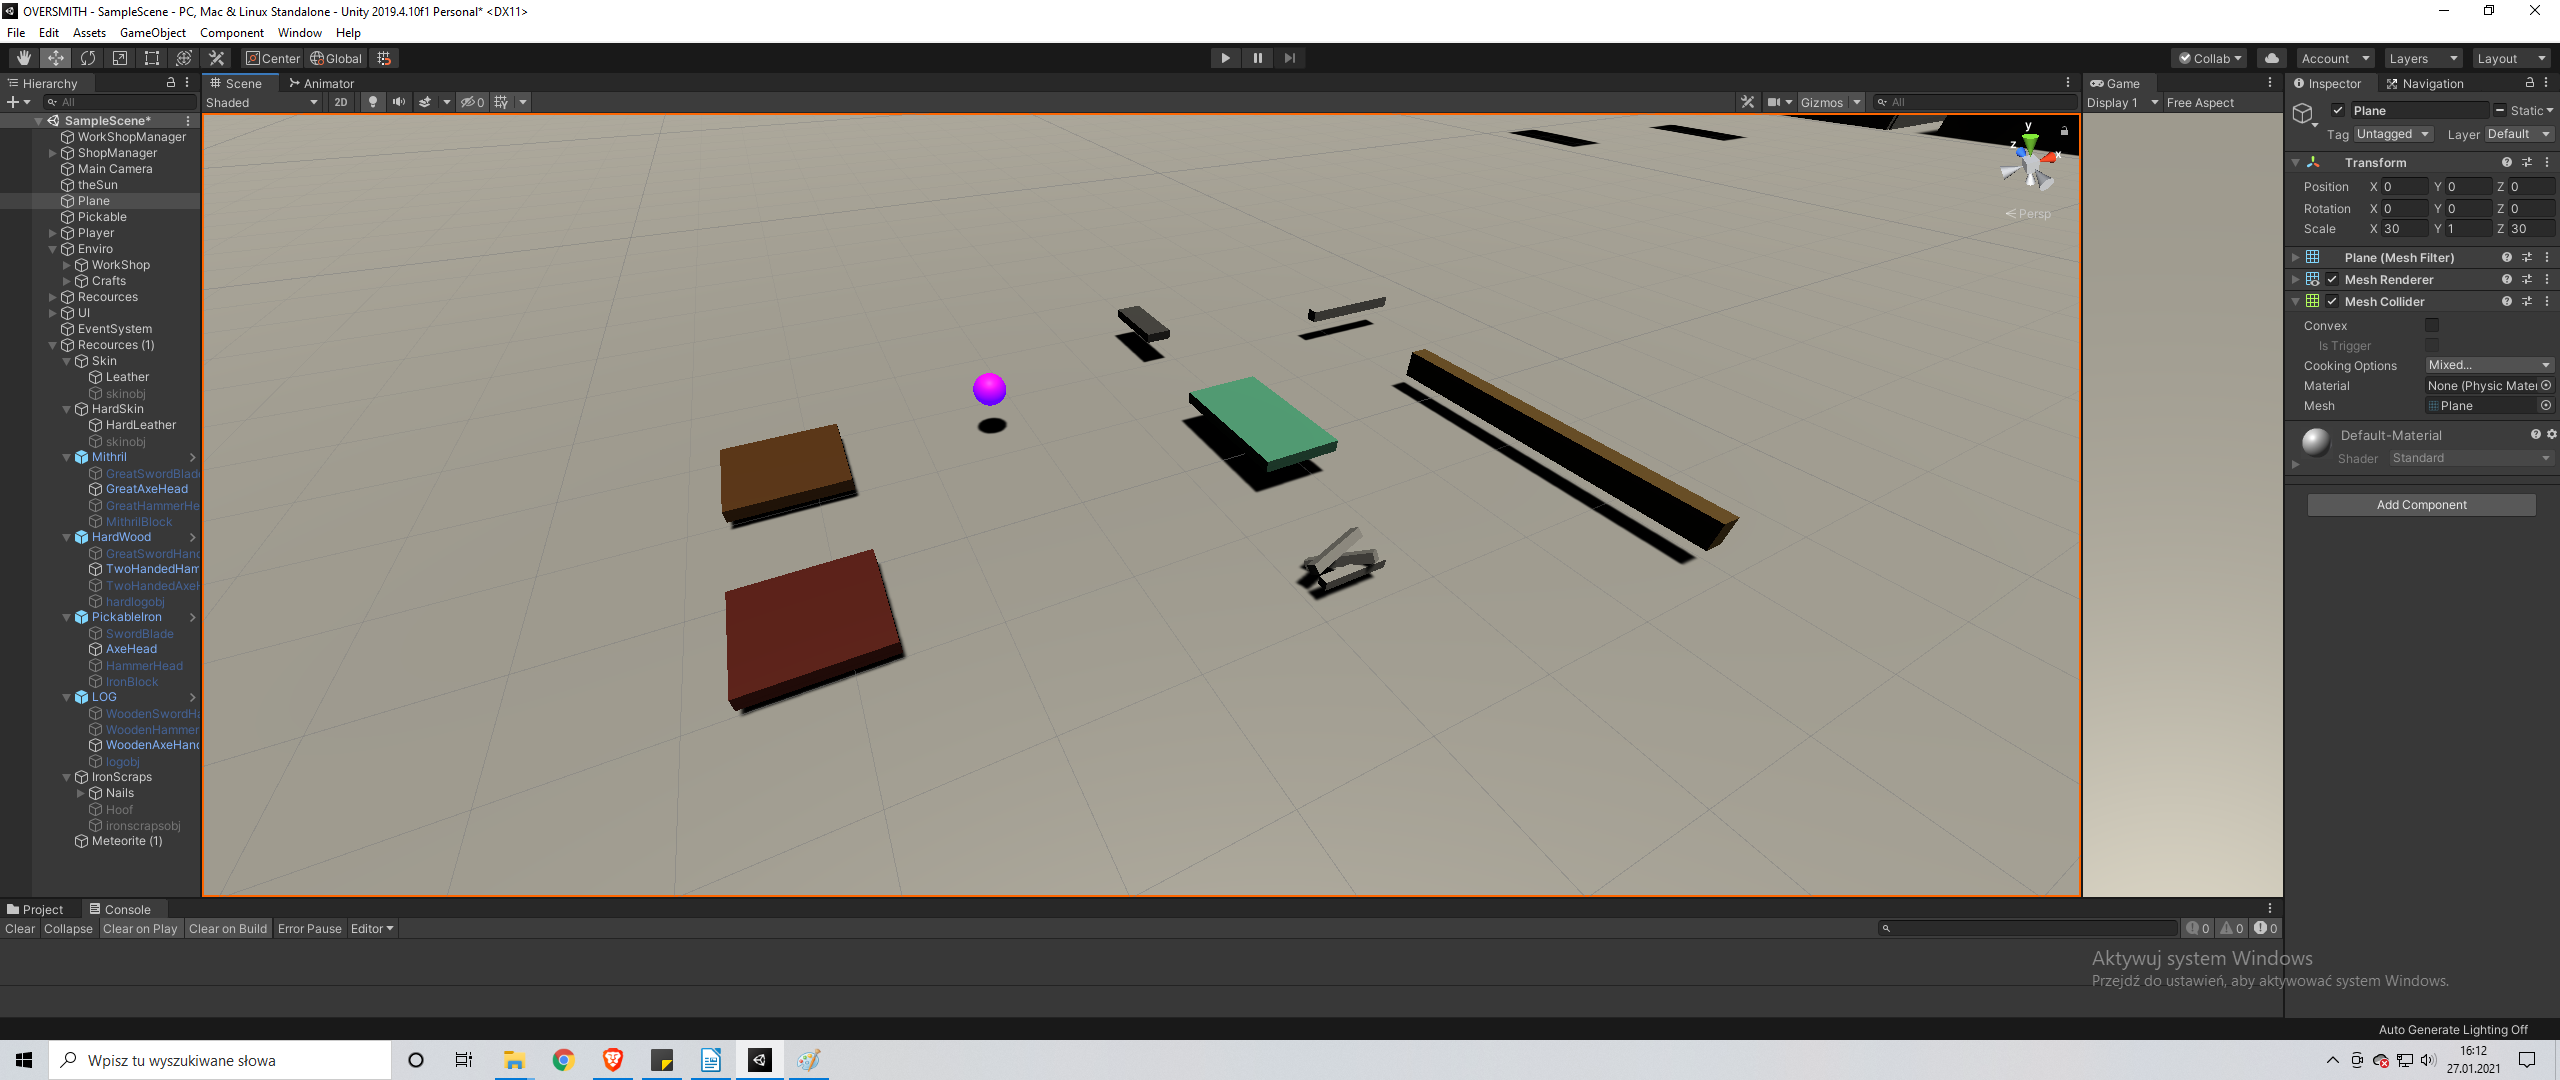 OVERSMITH - SampleScene - PC, Mac & Linux Standalone - Unity 2019.4.10f1 Personal* <DX11>
File Edit Assets GameObject Component Window Help
Center Global Collab Account Layers Layout
Hierarchy
All
SampleScene*
WorkShopManager
ShopManager
Main Camera
theSun
Plane
Pickable
Player
Enviro
WorkShop
Crafts
Recources
UI
EventSystem
Recources (1)
Skin
Leather
skinobj
HardSkin
HardLeather
skinobj
Mithril
GreatSwordBlade
GreatAxeHead
GreatHammerHe
MithrilBlock
HardWood
GreatSwordHand
TwoHandedHam
TwoHandedAxeH
hardlogobj
PickableIron
SwordBlade
AxeHead
HammerHead
IronBlock
LOG
WoodenSwordHa
WoodenHammer
WoodenAxeHand
logobj
IronScraps
Nails
Hoof
ironscrapsobj
Meteorite (1)
Scene Animator
Shaded 2D 0 Gizmos All
y
z x
Persp
Game
Display 1 Free Aspect
Inspector Navigation
Plane Static
Tag Untagged Layer Default
Transform
Position X 0 Y 0 Z 0
Rotation X 0 Y 0 Z 0
Scale X 30 Y 1 Z 30
Plane (Mesh Filter)
Mesh Renderer
Mesh Collider
Convex
Is Trigger
Cooking Options Mixed...
Material None (Physic Mater
Mesh Plane
Default-Material
Shader Standard
Add Component
Project Console
Clear Collapse Clear on Play Clear on Build Error Pause Editor 0 0 0
Aktywuj system Windows
Przejdź do ustawień, aby aktywować system Windows.
Auto Generate Lighting Off
Wpisz tu wyszukiwane słowa
16:12
27.01.2021